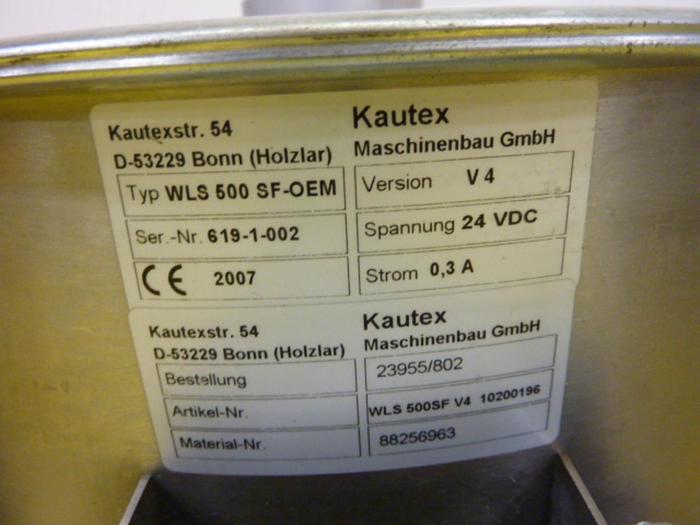 Kautexstr. 54
D-53229 Bonn (Holzlar)
Kautex
Maschinenbau GmbH
Typ WLS 500 SF-OEM
Version V 4
Ser.-Nr. 619-1-002
Spannung 24 VDC
CE 2007
Strom 0,3 A
Kautexstr. 54
D-53229 Bonn (Holzlar)
Kautex
Maschinenbau GmbH
Bestellung 23955/802
Artikel-Nr. WLS 500SF V4 10200196
Material-Nr. 88256963